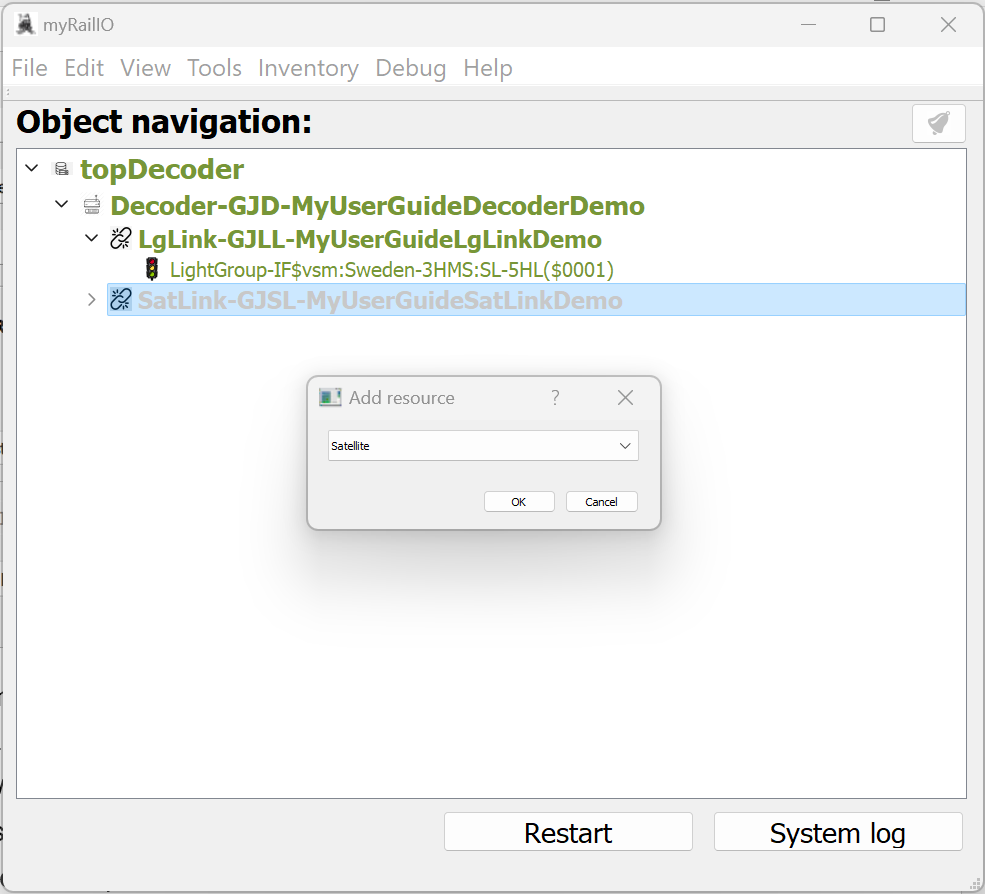 myRailIO
File Edit View Tools Inventory Debug Help
Object navigation:
topDecoder
Decoder-GJD-MyUserGuideDecoderDemo
LgLink-GJLL-MyUserGuideLgLinkDemo
LightGroup-IF$vsm:Sweden-3HMS:SL-5HL($0001)
SatLink-GJSL-MyUserGuideSatLinkDemo
Add resource ?
Satellite
OK Cancel
Restart System log